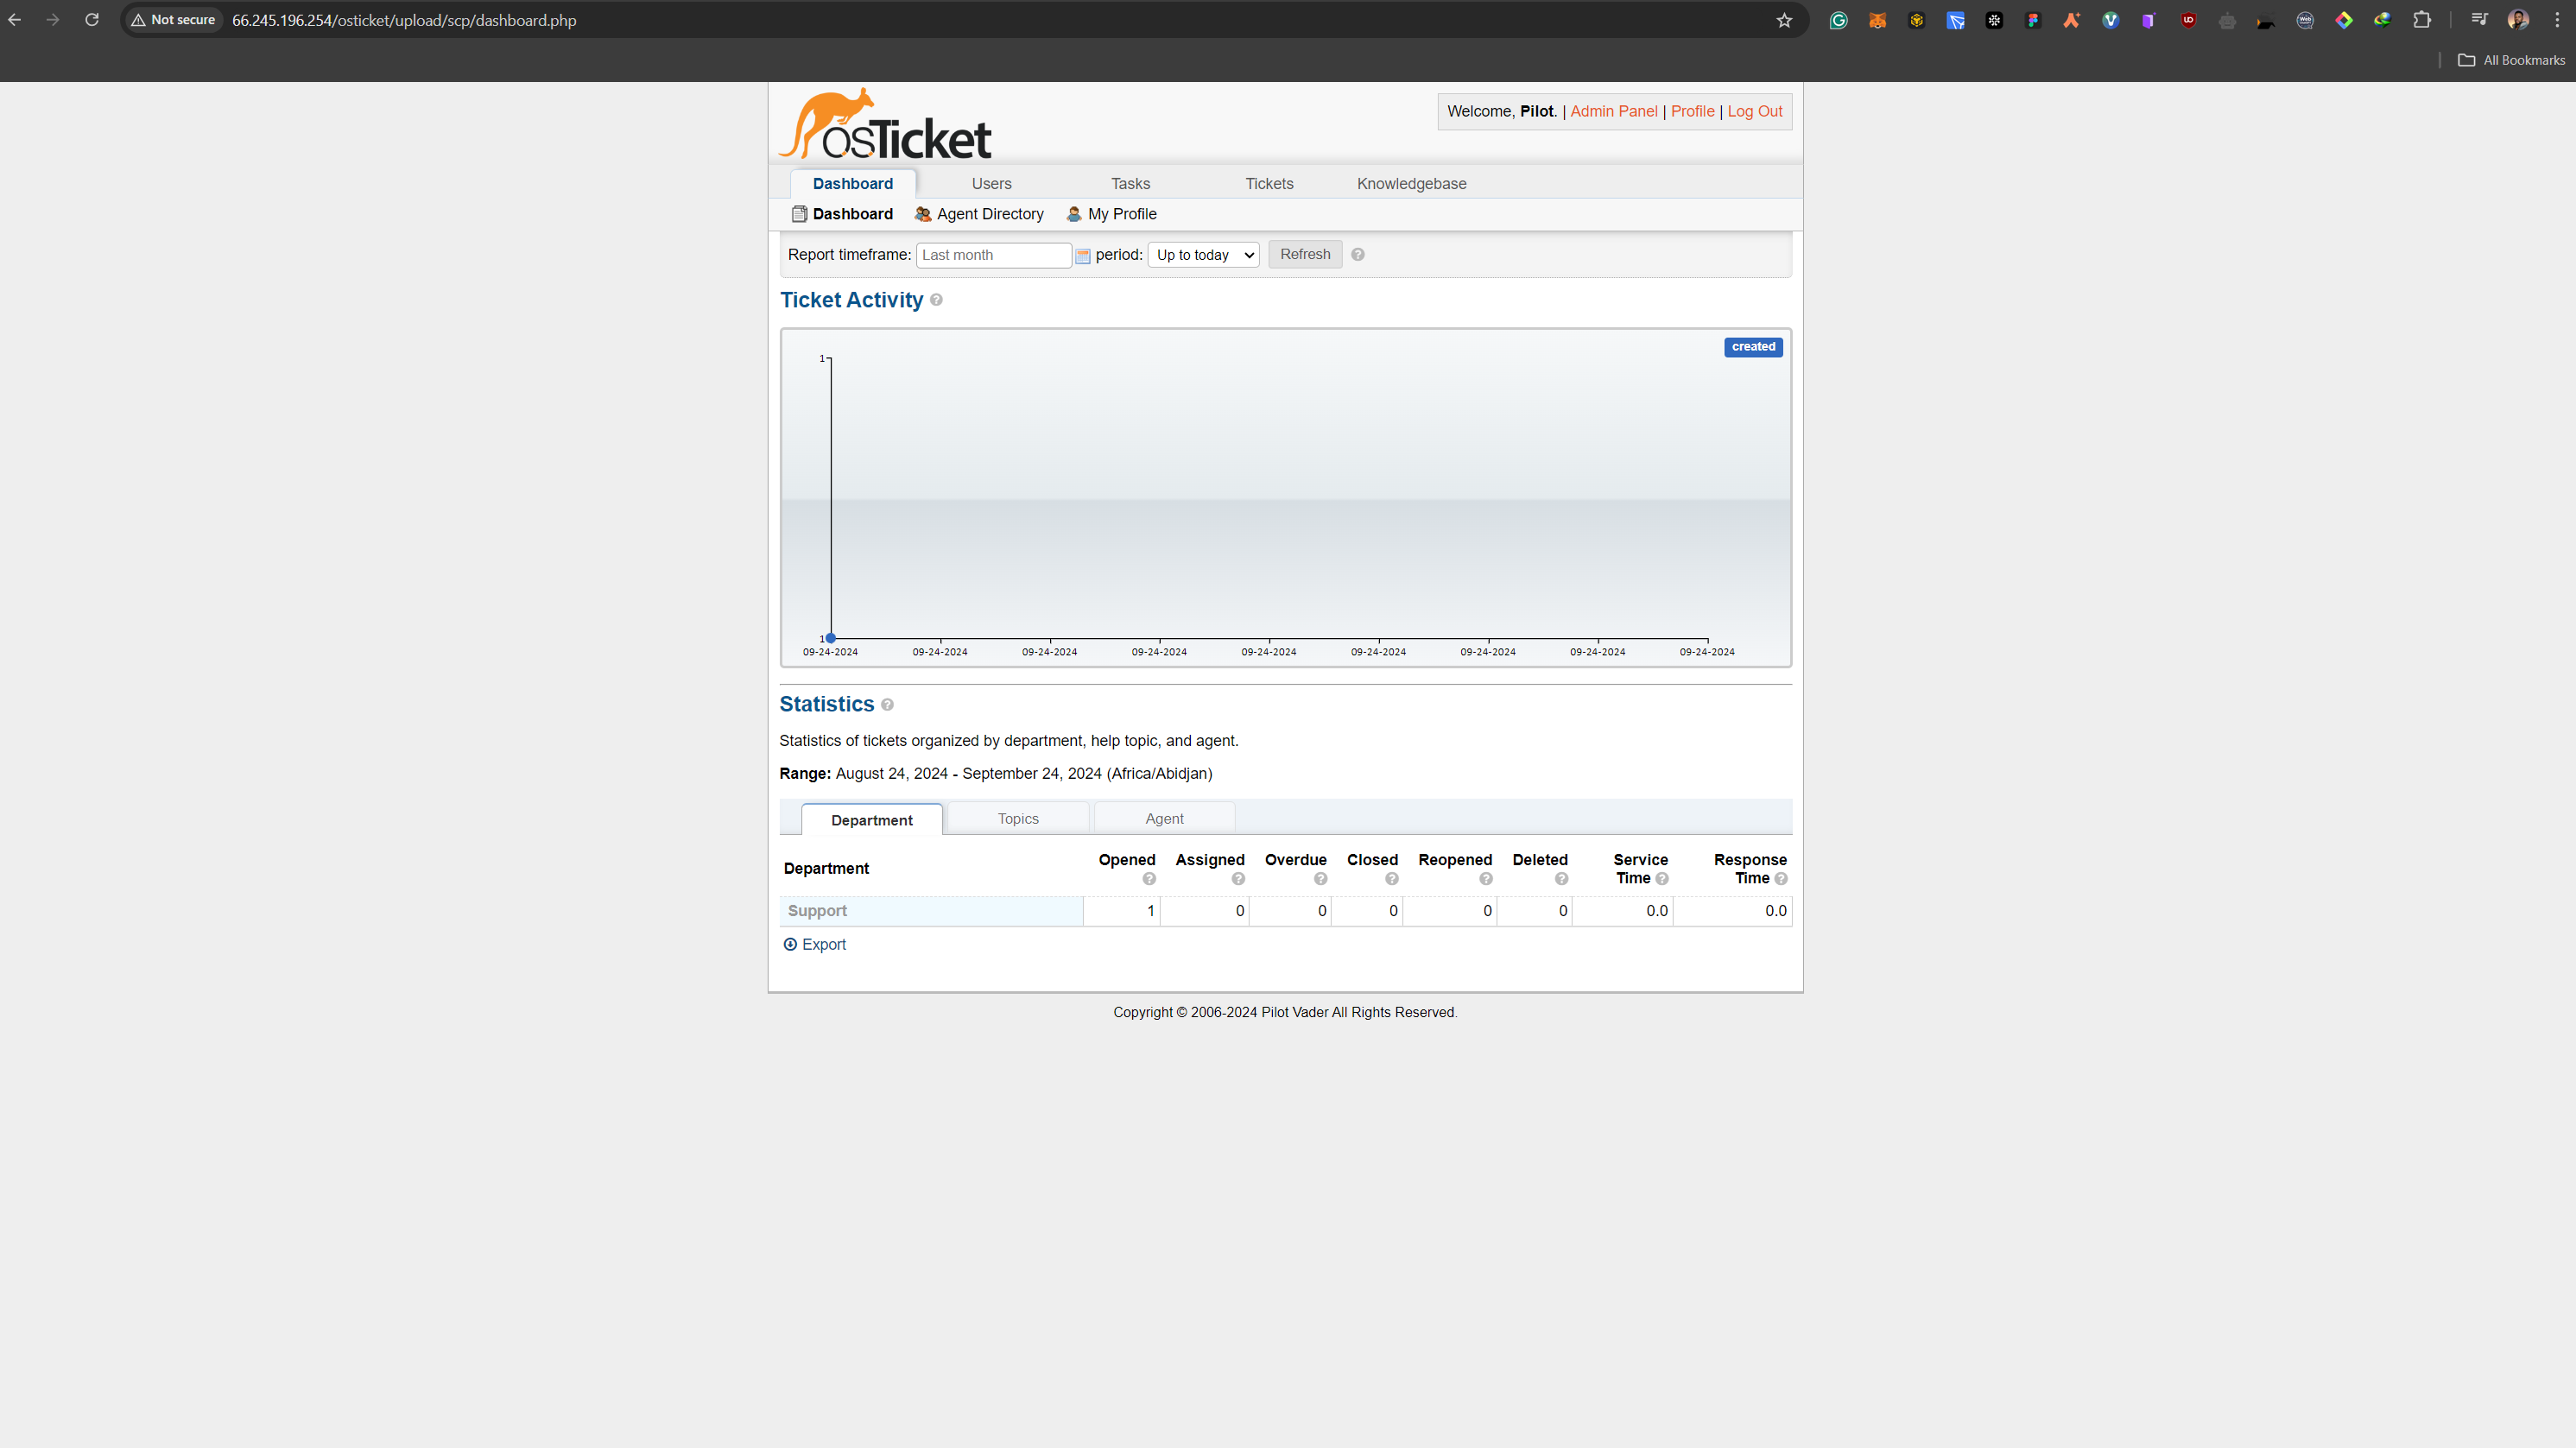 Not secure 66.245.196.254/osticket/upload/scp/dashboard.php
All Bookmarks
osTicket
Welcome, Pilot. | Admin Panel | Profile | Log Out
Dashboard Users Tasks Tickets Knowledgebase
Dashboard Agent Directory My Profile
Report timeframe: Last month period: Up to today Refresh
Ticket Activity
created
1
1
09-24-2024 09-24-2024 09-24-2024 09-24-2024 09-24-2024 09-24-2024 09-24-2024 09-24-2024 09-24-2024
Statistics
Statistics of tickets organized by department, help topic, and agent.
Range: August 24, 2024 - September 24, 2024 (Africa/Abidjan)
Department Topics Agent
Department Opened Assigned Overdue Closed Reopened Deleted Service Time Response Time
Support 1 0 0 0 0 0 0.0 0.0
Export
Copyright © 2006-2024 Pilot Vader All Rights Reserved.